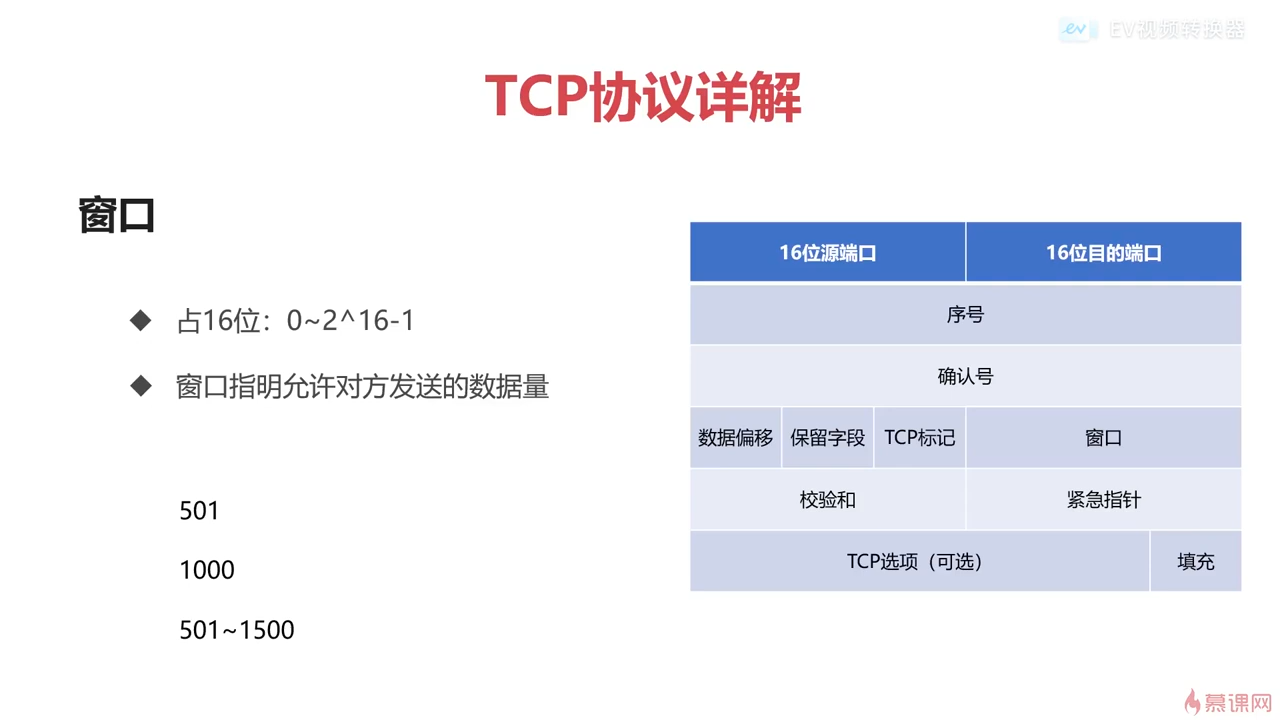 EV视频转换器
TCP协议详解
窗口
占16位：0~2^16-1
窗口指明允许对方发送的数据量
501
1000
501~1500
16位源端口 16位目的端口
序号
确认号
数据偏移 保留字段 TCP标记 窗口
校验和 紧急指针
TCP选项（可选） 填充
慕课网